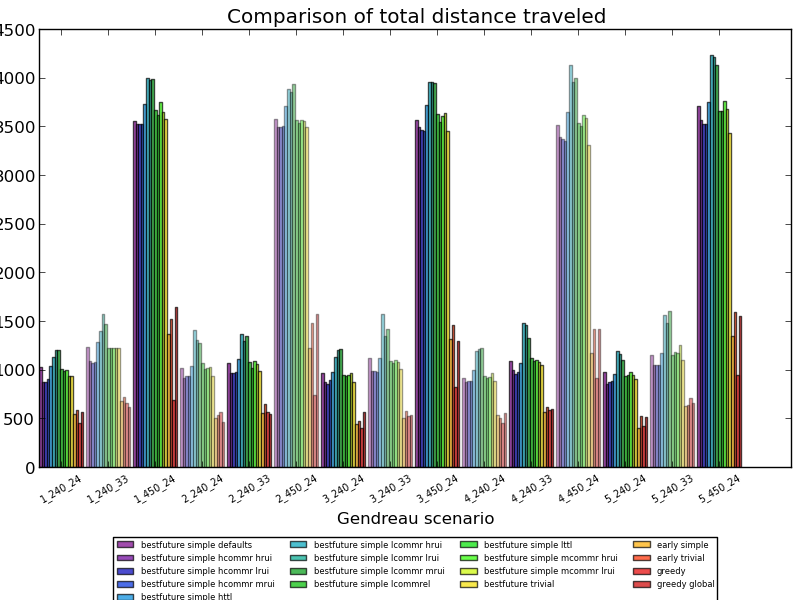 Comparison of total distance traveled
4500
4000
3500
3000
2500
2000
1500
1000
500
0
1_240_24 1_240_33 1_450_24 2_240_24 2_240_33 2_450_24 3_240_24 3_240_33 3_450_24 4_240_24 4_240_33 4_450_24 5_240_24 5_240_33 5_450_24
Gendreau scenario
bestfuture simple defaults bestfuture simple lcommr hrui bestfuture simple lttl early simple
bestfuture simple hcommr hrui bestfuture simple lcommr lrui bestfuture simple mcommr hrui early trivial
bestfuture simple hcommr lrui bestfuture simple lcommr mrui bestfuture simple mcommr lrui greedy
bestfuture simple hcommr mrui bestfuture simple lcommrel bestfuture trivial greedy global
bestfuture simple httl